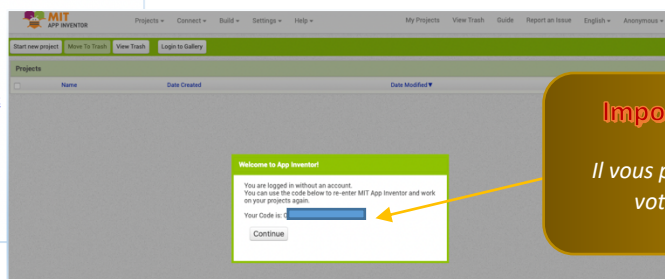 MIT
APP INVENTOR
Projects Connect Build Settings Help My Projects View Trash Guide Report an Issue English Anonymous
Start new project Move To Trash View Trash Login to Gallery
Projects
Name Date Created Date Modified
Welcome to App Inventor!
You are logged in without an account.
You can use the code below to re-enter MIT App Inventor and work
on your projects again.
Your Code is:
Continue
Il vous